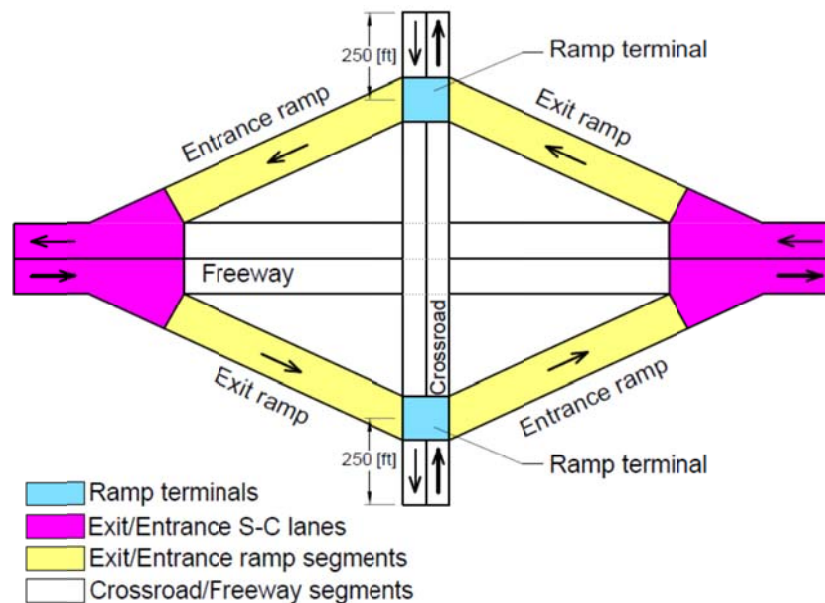 250 [ft]
Ramp terminal
Entrance ramp
Exit ramp
Freeway
Crossroad
Exit ramp
Entrance ramp
250 [ft]
Ramp terminal
Ramp terminals
Exit/Entrance S-C lanes
Exit/Entrance ramp segments
Crossroad/Freeway segments